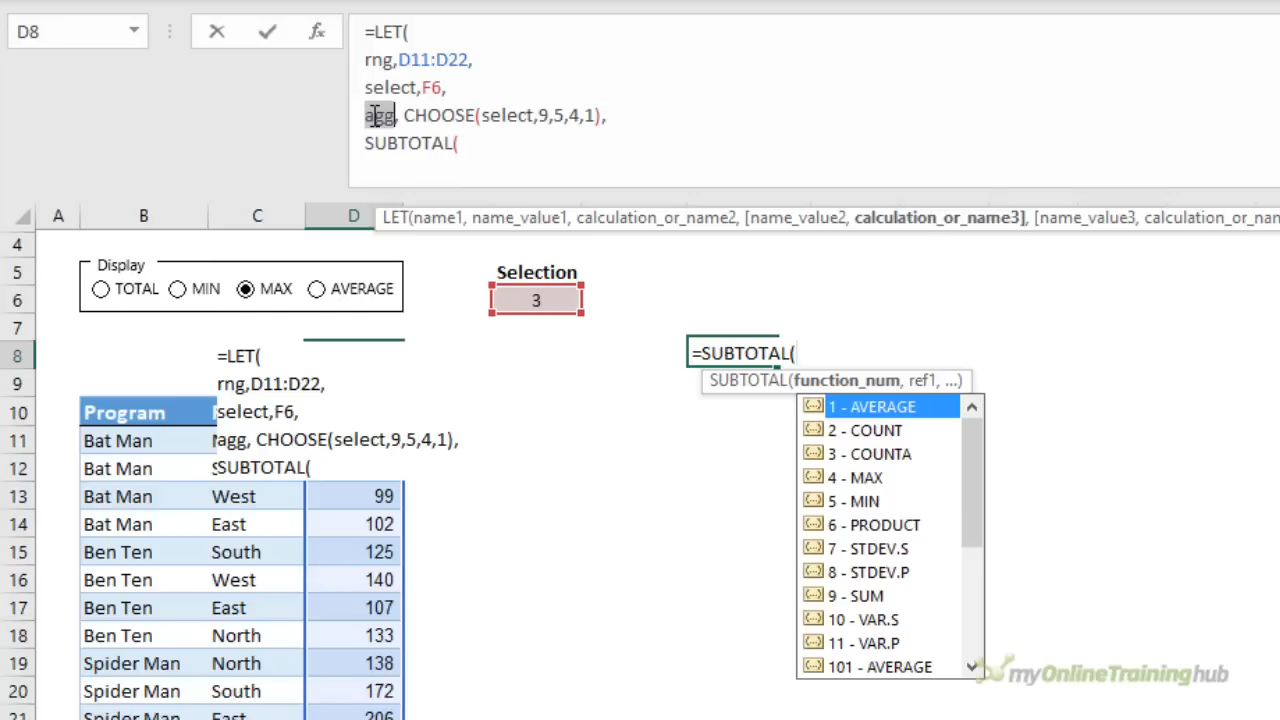 D8
=LET(
rng,D11:D22,
select,F6,
agg, CHOOSE(select,9,5,4,1),
SUBTOTAL(
LET(name1, name_value1, calculation_or_name2, [name_value2, calculation_or_name3], [name_value3, calculation_or_na
A B C D
4
5 Display Selection
6 TOTAL MIN MAX AVERAGE 3
7
8 =LET( =SUBTOTAL(
SUBTOTAL(function_num, ref1, ...)
9 rng,D11:D22,
10 Program select,F6,
11 Bat Man agg, CHOOSE(select,9,5,4,1),
12 Bat Man SUBTOTAL(
13 Bat Man West 99
14 Bat Man East 102
15 Ben Ten South 125
16 Ben Ten West 140
17 Ben Ten East 107
18 Ben Ten North 133
19 Spider Man North 138
20 Spider Man South 172
21 Spider Man East 206
1 - AVERAGE
2 - COUNT
3 - COUNTA
4 - MAX
5 - MIN
6 - PRODUCT
7 - STDEV.S
8 - STDEV.P
9 - SUM
10 - VAR.S
11 - VAR.P
101 - AVERAGE
myOnlineTraininghub